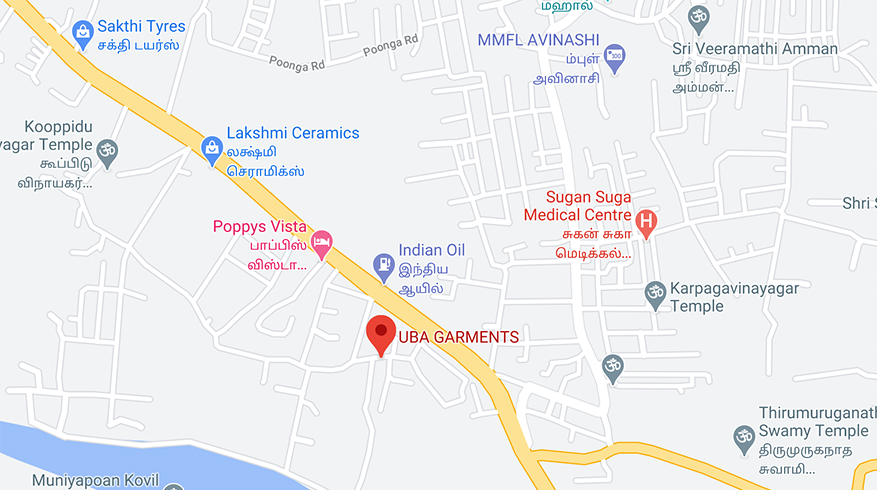 மஹால்
Sakthi Tyres
சக்தி டயர்ஸ்
Poonga Rd
Poonga Rd
MMFL AVINASHI
ம்புள்
அவினாசி
Sri Veeramathi Amman
ஸ்ரீ வீரமதி
அம்மன்...
Kooppidu
yagar Temple
கூப்பிடு
விநாயகர்...
Lakshmi Ceramics
லக்ஷ்மி
செராமிக்ஸ்
Sugan Suga
Medical Centre
சுகன் சுகா
மெடிக்கல்...
Shri S
Poppys Vista
பாப்பிஸ்
விஸ்டா...
Indian Oil
இந்திய
ஆயில்
Karpagavinayagar
Temple
UBA GARMENTS
Thirumuruganath
Swamy Temple
திருமுருகநாத
சுவாமி...
Muniyapoan Kovil